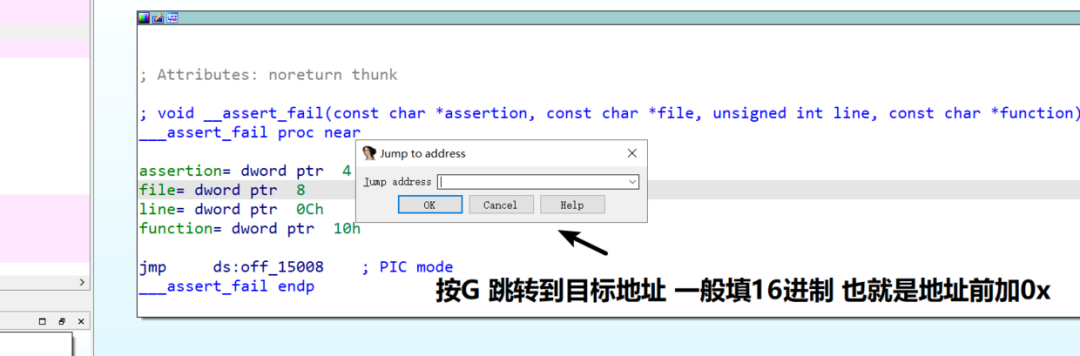 ; Attributes: noreturn thunk
; void __assert_fail(const char *assertion, const char *file, unsigned int line, const char *function)
___assert_fail proc near
Jump to address
assertion= dword ptr  4
Jump address
file= dword ptr  8
line= dword ptr  0Ch
OK Cancel Help
function= dword ptr  10h
jmp     ds:off_15008    ; PIC mode
___assert_fail endp
按G 跳转到目标地址 一般填16进制 也就是地址前加0x